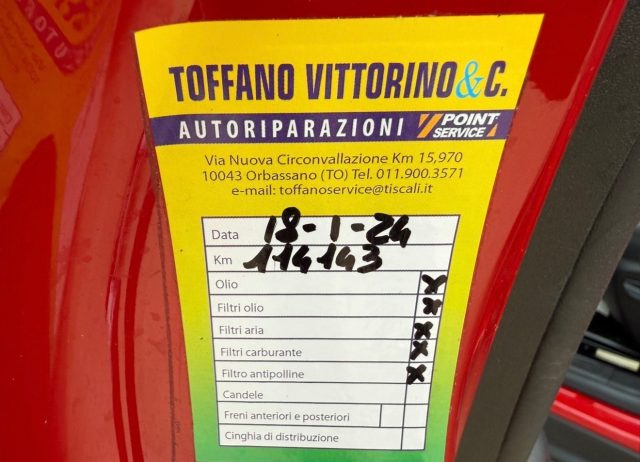 TOFFANO VITTORINO&C.
AUTORIPARAZIONI POINT SERVICE
Via Nuova Circonvallazione Km 15,970
10043 Orbassano (TO) Tel. 011.900.3571
e-mail: toffanoservice@tiscali.it
Data 18-1-24
Km 114143
Olio x
Filtri olio x
Filtri aria x
Filtri carburante x
Filtro antipolline x
Candele
Freni anteriori e posteriori
Cinghia di distribuzione